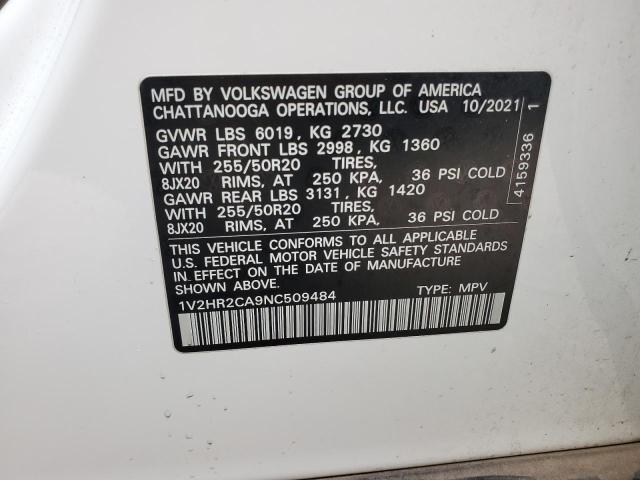 MFD BY VOLKSWAGEN GROUP OF AMERICA
CHATTANOOGA OPERATIONS, LLC. USA 10/2021
GVWR LBS 6019, KG 2730
GAWR FRONT LBS 2998, KG 1360
WITH 255/50R20 TIRES,
8JX20 RIMS, AT 250 KPA, 36 PSI COLD
GAWR REAR LBS 3131, KG 1420
WITH 255/50R20 TIRES,
8JX20 RIMS, AT 250 KPA, 36 PSI COLD
THIS VEHICLE CONFORMS TO ALL APPLICABLE
U.S. FEDERAL MOTOR VEHICLE SAFETY STANDARDS
IN EFFECT ON THE DATE OF MANUFACTURE
SHOWN ABOVE.
1V2HR2CA9NC509484 TYPE: MPV
4159336 1